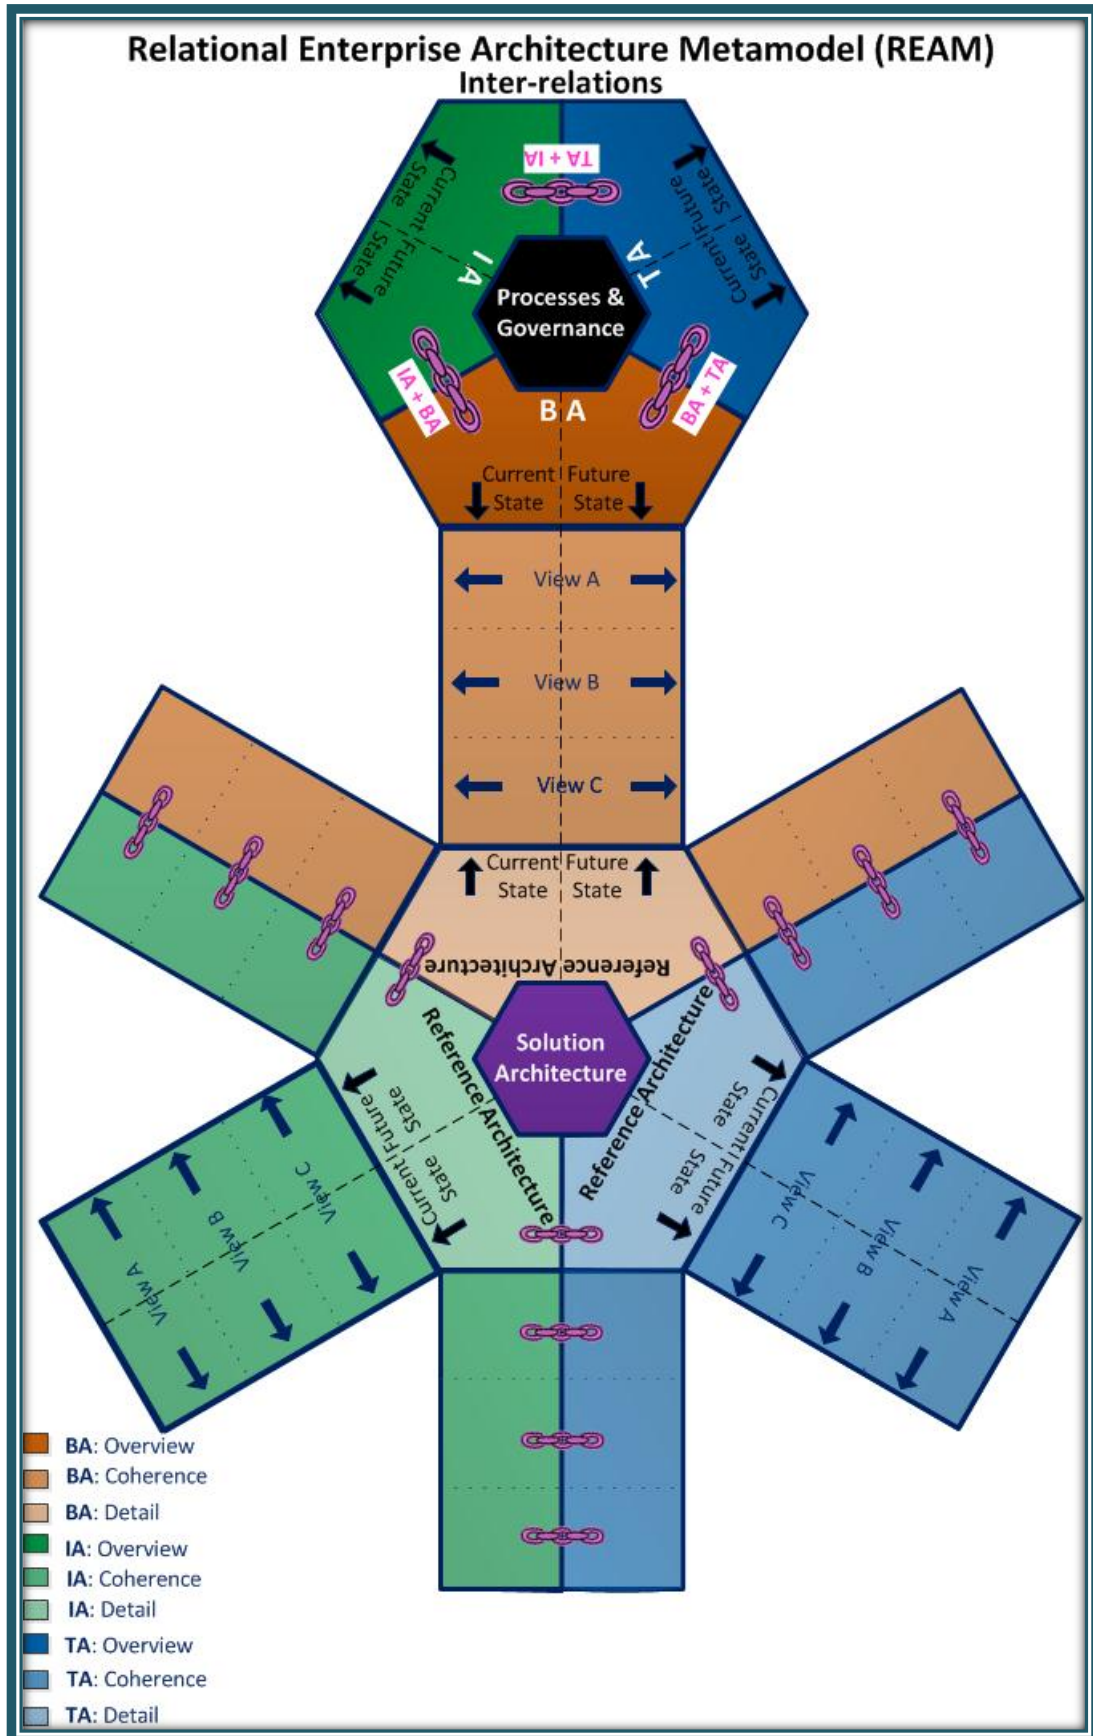 Relational Enterprise Architecture Metamodel (REAM)
Inter-relations
TA + IA
Current Future
State State
Current Future
State State
IA
TA
Processes &
Governance
IA + BA
BA + TA
BA
Current Future
State State
View A
View B
View C
Current Future
State State
Reference Architecture
Reference Architecture
Reference Architecture
Solution
Architecture
Current Future
State State
Current Future
State State
View C
View B
View A
View C
View B
View A
BA: Overview
BA: Coherence
BA: Detail
IA: Overview
IA: Coherence
IA: Detail
TA: Overview
TA: Coherence
TA: Detail